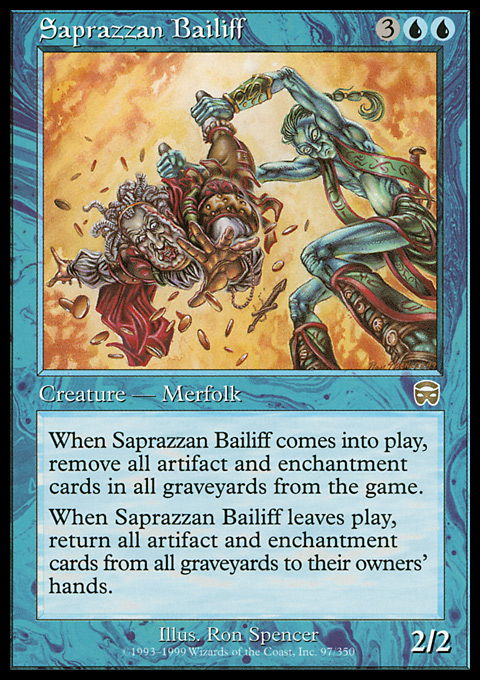 Saprazzan Bailiff 3
Creature — Merfolk
When Saprazzan Bailiff comes into play,
remove all artifact and enchantment
cards in all graveyards from the game.
When Saprazzan Bailiff leaves play,
return all artifact and enchantment
cards from all graveyards to their owners'
hands.
Illus. Ron Spencer
©1993-1999 Wizards of the Coast, Inc. 97/350
2/2